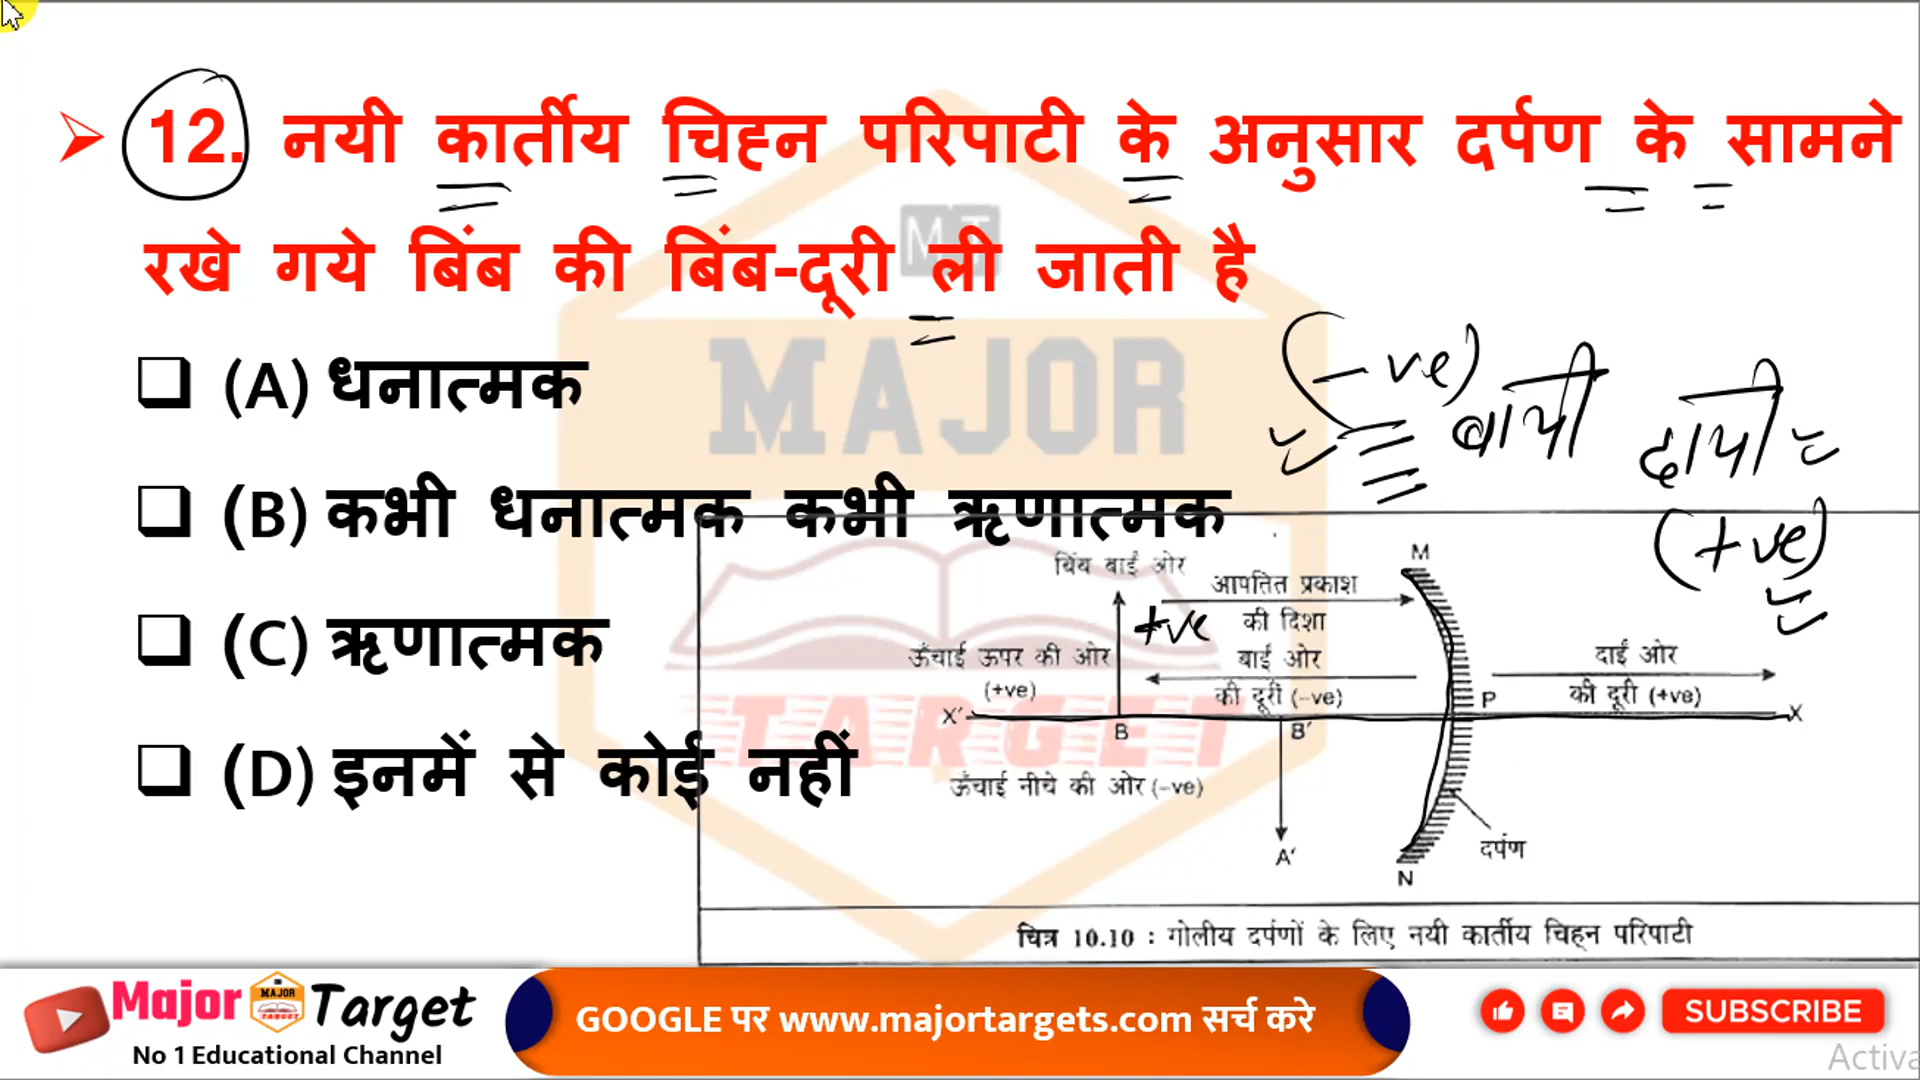 12. नयी कार्तीय चिह्न परिपाटी के अनुसार दर्पण के सामने
रखे गये बिंब की बिंब-दूरी ली जाती है
(A) धनात्मक
(B) कभी धनात्मक कभी ऋणात्मक
(C) ऋणात्मक
(D) इनमें से कोई नहीं
(-ve)
बायी
दायी
(+ve)
MT
MAJOR
TARGET
बिंब बाईं ओर
आपतित प्रकाश
की दिशा
+ve
ऊँचाई ऊपर की ओर
(+ve)
बाईं ओर
की दूरी (-ve)
दाईं ओर
की दूरी (+ve)
M
P
X'
B
B'
X
ऊँचाई नीचे की ओर (-ve)
A'
N
दर्पण
चित्र 10.10 : गोलीय दर्पणों के लिए नयी कार्तीय चिह्न परिपाटी
Major
MAJOR
TARGET
Target
No 1 Educational Channel
GOOGLE पर www.majortargets.com सर्च करे
SUBSCRIBE
Activa